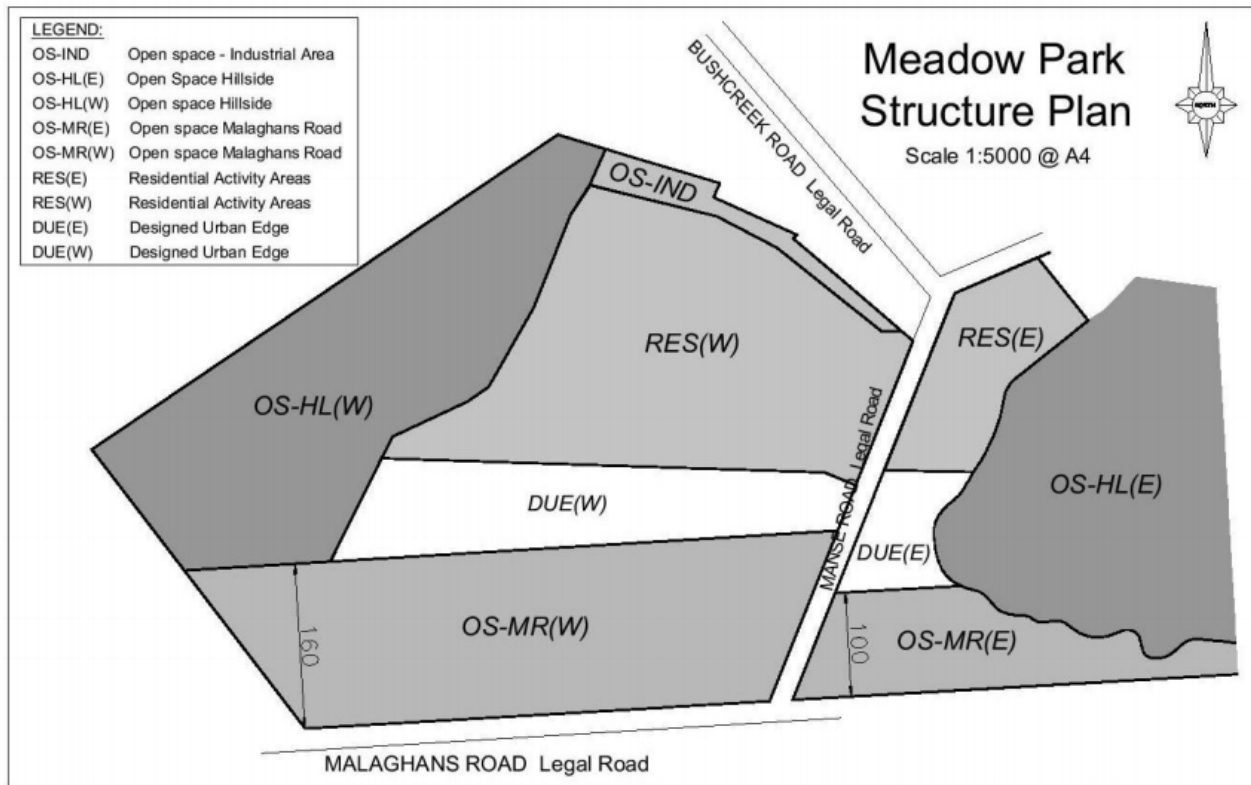 LEGEND:
OS-IND Open space - Industrial Area
OS-HL(E) Open Space Hillside
OS-HL(W) Open space Hillside
OS-MR(E) Open space Malaghans Road
OS-MR(W) Open space Malaghans Road
RES(E) Residential Activity Areas
RES(W) Residential Activity Areas
DUE(E) Designed Urban Edge
DUE(W) Designed Urban Edge
Meadow Park
Structure Plan
Scale 1:5000 @ A4
NORTH
BUSHCREEK ROAD Legal Road
OS-IND
RES(W)
RES(E)
OS-HL(W)
MANSE ROAD Legal Road
OS-HL(E)
DUE(W)
DUE(E)
OS-MR(W)
160
OS-MR(E)
100
MALAGHANS ROAD Legal Road